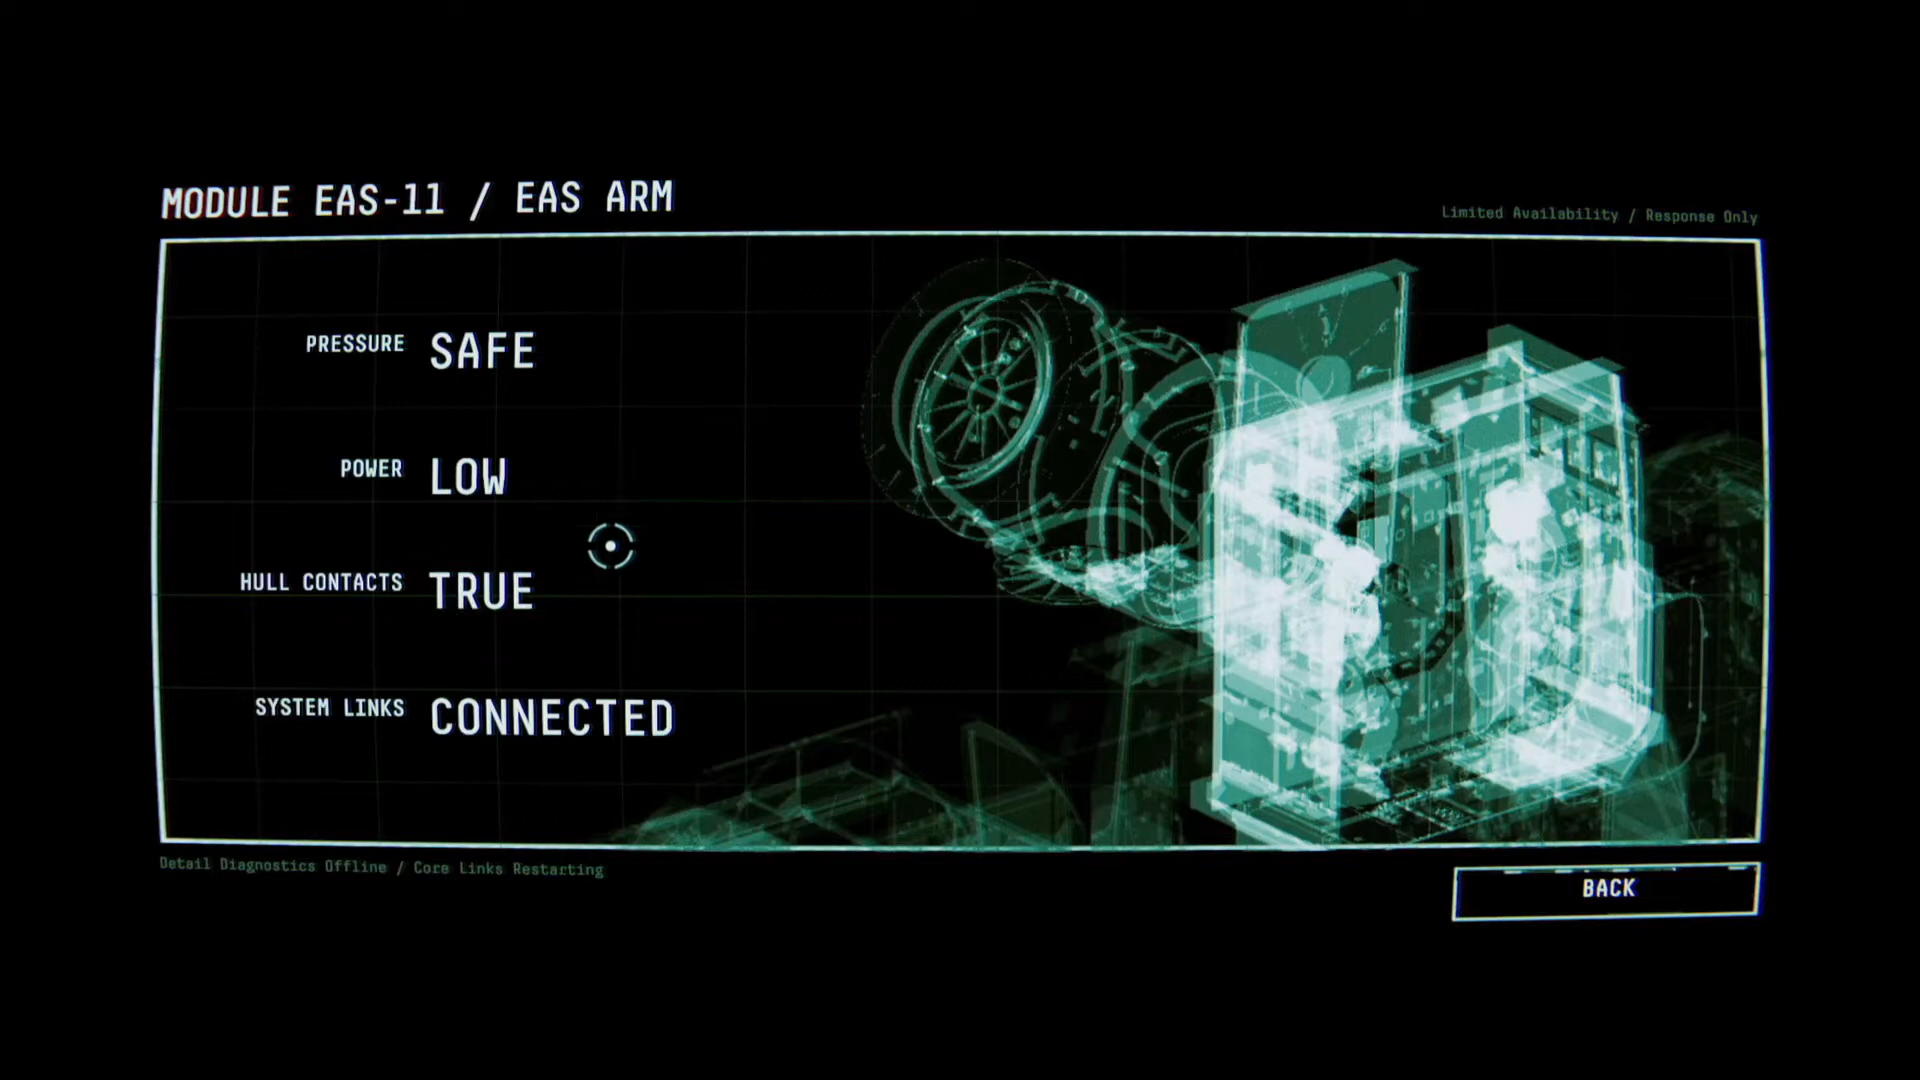 MODULE EAS-11 / EAS ARM
Limited Availability / Response Only
PRESSURE SAFE
POWER LOW
HULL CONTACTS TRUE
SYSTEM LINKS CONNECTED
Detail Diagnostics Offline / Core Links Restarting
BACK